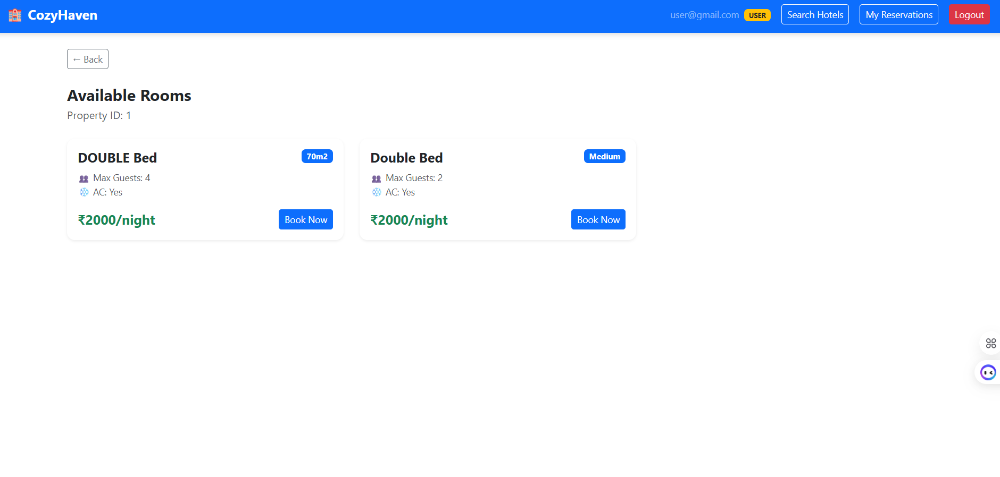 CozyHaven
user@gmail.com USER Search Hotels My Reservations Logout
← Back
Available Rooms
Property ID: 1
DOUBLE Bed 70m2
Max Guests: 4
AC: Yes
₹2000/night Book Now
Double Bed Medium
Max Guests: 2
AC: Yes
₹2000/night Book Now